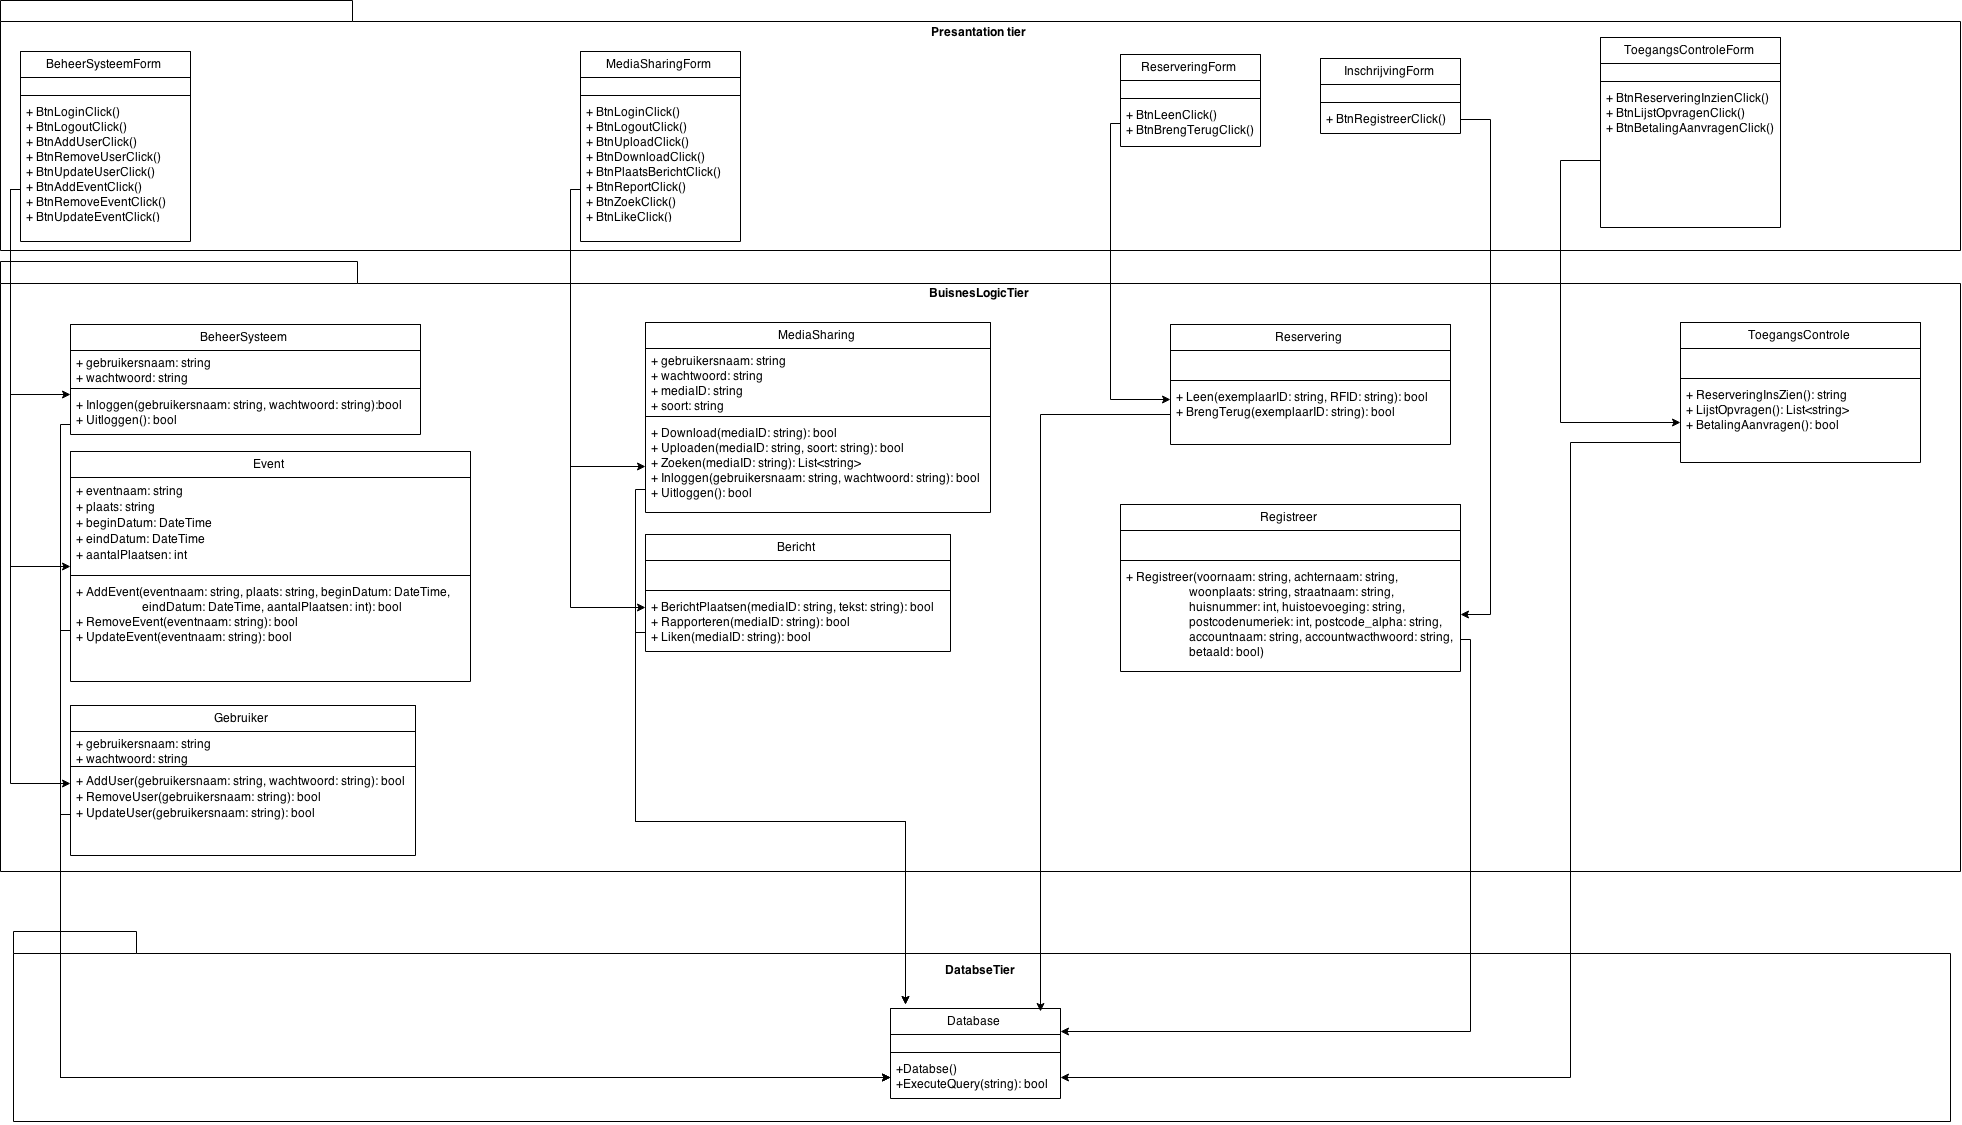 Presantation tier
BeheerSysteemForm
+ BtnLoginClick()
+ BtnLogoutClick()
+ BtnAddUserClick()
+ BtnRemoveUserClick()
+ BtnUpdateUserClick()
+ BtnAddEventClick()
+ BtnRemoveEventClick()
+ BtnUpdateEventClick()
MediaSharingForm
+ BtnLoginClick()
+ BtnLogoutClick()
+ BtnUploadClick()
+ BtnDownloadClick()
+ BtnPlaatsBerichtClick()
+ BtnReportClick()
+ BtnZoekClick()
+ BtnLikeClick()
ReserveringForm
+ BtnLeenClick()
+ BtnBrengTerugClick()
InschrijvingForm
+ BtnRegistreerClick()
ToegangsControleForm
+ BtnReserveringInzienClick()
+ BtnLijstOpvragenClick()
+ BtnBetalingAanvragenClick()
BuisnesLogicTier
BeheerSysteem
+ gebruikersnaam: string
+ wachtwoord: string
+ Inloggen(gebruikersnaam: string, wachtwoord: string):bool
+ Uitloggen(): bool
Event
+ eventnaam: string
+ plaats: string
+ beginDatum: DateTime
+ eindDatum: DateTime
+ aantalPlaatsen: int
+ AddEvent(eventnaam: string, plaats: string, beginDatum: DateTime,
eindDatum: DateTime, aantalPlaatsen: int): bool
+ RemoveEvent(eventnaam: string): bool
+ UpdateEvent(eventnaam: string): bool
Gebruiker
+ gebruikersnaam: string
+ wachtwoord: string
+ AddUser(gebruikersnaam: string, wachtwoord: string): bool
+ RemoveUser(gebruikersnaam: string): bool
+ UpdateUser(gebruikersnaam: string): bool
MediaSharing
+ gebruikersnaam: string
+ wachtwoord: string
+ mediaID: string
+ soort: string
+ Download(mediaID: string): bool
+ Uploaden(mediaID: string, soort: string): bool
+ Zoeken(mediaID: string): List<string>
+ Inloggen(gebruikersnaam: string, wachtwoord: string): bool
+ Uitloggen(): bool
Bericht
+ BerichtPlaatsen(mediaID: string, tekst: string): bool
+ Rapporteren(mediaID: string): bool
+ Liken(mediaID: string): bool
Reservering
+ Leen(exemplaarID: string, RFID: string): bool
+ BrengTerug(exemplaarID: string): bool
Registreer
+ Registreer(voornaam: string, achternaam: string,
woonplaats: string, straatnaam: string,
huisnummer: int, huistoevoeging: string,
postcodenumeriek: int, postcode_alpha: string,
accountnaam: string, accountwacthwoord: string,
betaald: bool)
ToegangsControle
+ ReserveringInsZien(): string
+ LijstOpvragen(): List<string>
+ BetalingAanvragen(): bool
DatabseTier
Database
+Databse()
+ExecuteQuery(string): bool